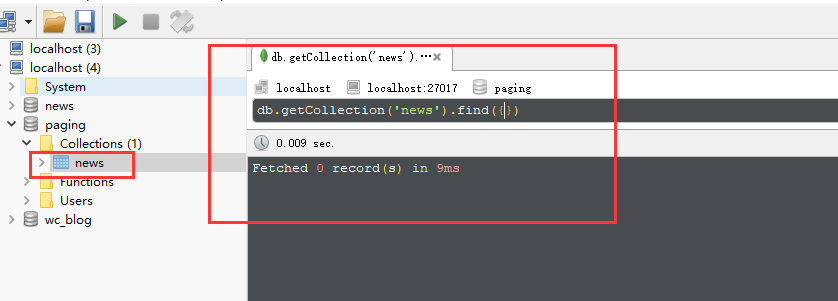 localhost (3)
localhost (4)
System
news
paging
Collections (1)
news
Functions
Users
wc_blog
db.getCollection('news').…
localhost localhost:27017 paging
db.getCollection('news').find({})
0.009 sec.
Fetched 0 record(s) in 9ms